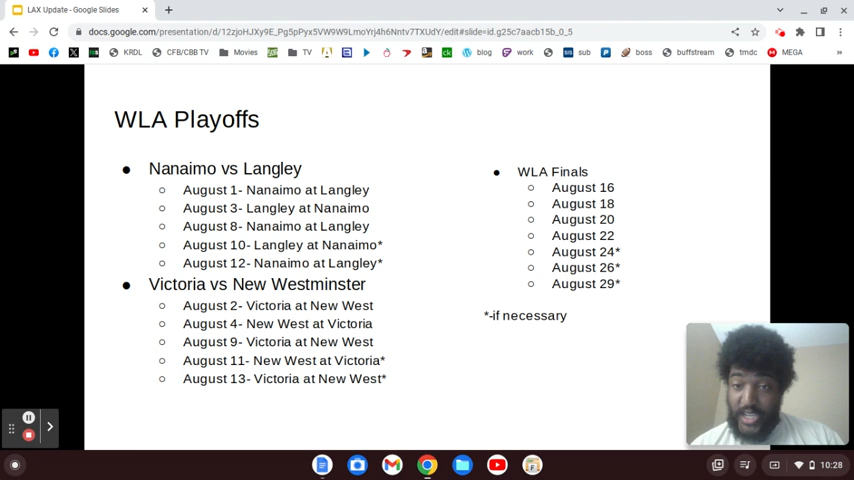 LAX Update - Google Slides
docs.google.com/presentation/d/12zjoHJXy9E_Pg5pPyx5VW9W9LmoYrj4h6Nntv7TXUdY/edit#slide=id.g25c7aacb15b_0_5
KRDL CFB/CBB TV Movies TV blog work SIS sub boss buffstream tmdc MEGA
WLA Playoffs
Nanaimo vs Langley
August 1- Nanaimo at Langley
August 3- Langley at Nanaimo
August 8- Nanaimo at Langley
August 10- Langley at Nanaimo*
August 12- Nanaimo at Langley*
Victoria vs New Westminster
August 2- Victoria at New West
August 4- New West at Victoria
August 9- Victoria at New West
August 11- New West at Victoria*
August 13- Victoria at New West*
WLA Finals
August 16
August 18
August 20
August 22
August 24*
August 26*
August 29*
*-if necessary
10:28